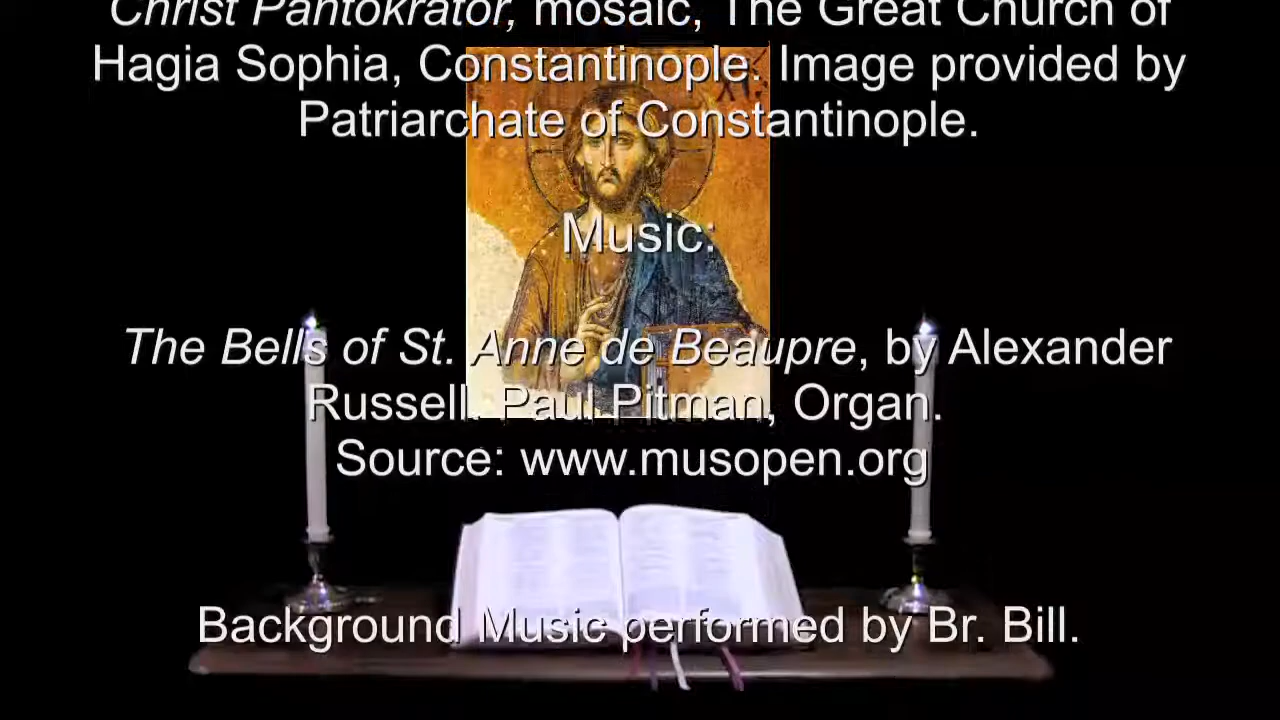 Christ Pantokrator, mosaic, The Great Church of
Hagia Sophia, Constantinople. Image provided by
Patriarchate of Constantinople.
Music:
The Bells of St. Anne de Beaupre, by Alexander
Russell. Paul Pitman, Organ.
Source: www.musopen.org
Background Music performed by Br. Bill.